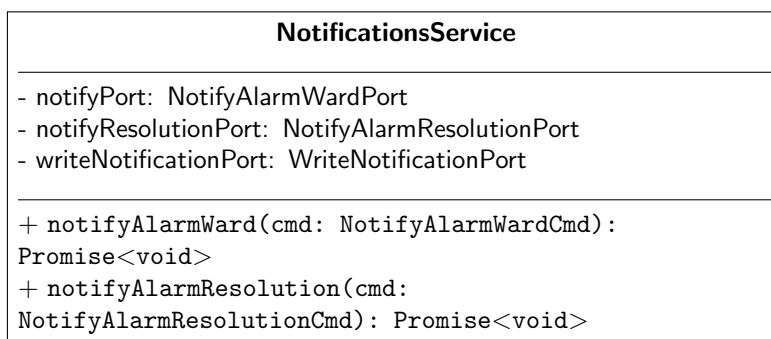 NotificationsService
- notifyPort: NotifyAlarmWardPort
- notifyResolutionPort: NotifyAlarmResolutionPort
- writeNotificationPort: WriteNotificationPort
+ notifyAlarmWard(cmd: NotifyAlarmWardCmd):
Promise<void>
+ notifyAlarmResolution(cmd:
NotifyAlarmResolutionCmd): Promise<void>